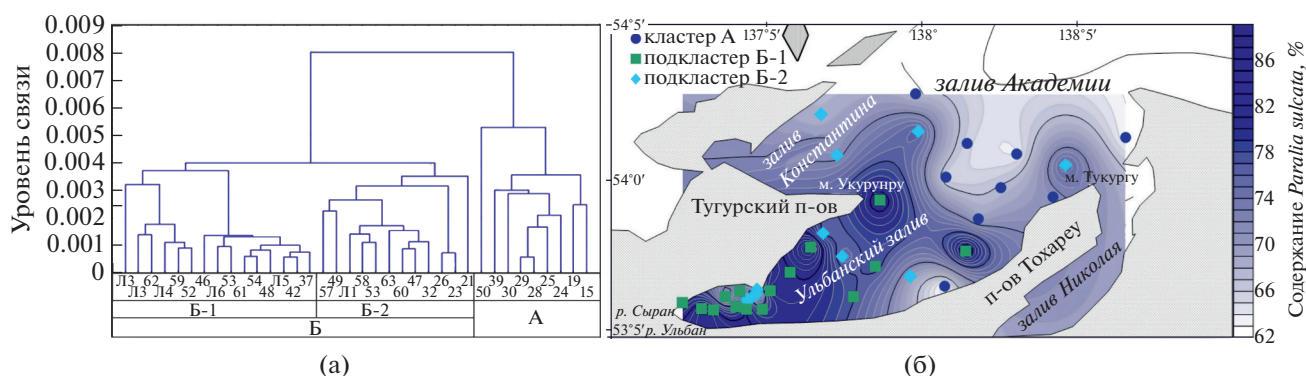 0.009
0.008
0.007
0.006
0.005
0.004
0.003
0.002
0.001
0
Уровень связи
Л3 62 59 46 53 54 Л5 37 49 58 63 47 26 21 39 29 25 19
Л3 Л4 52 Л6 61 48 42 57 Л1 53 60 32 23 50 30 28 24 15
Б-1 Б-2
Б А
(а)
54°5′
137°5′ 138° 138°5′
кластер А
подкластер Б-1
подкластер Б-2
залив Академии
залив Константина
54°0′
м. Укурунру
м. Тукургу
Тугурский п-ов
Ульбанский залив
п-ов Тохареу
залив Николая
р. Сыран
53°5′ р. Ульбан
86
82
78
74
70
66
62
Содержание Paralia sulcata, %
(б)